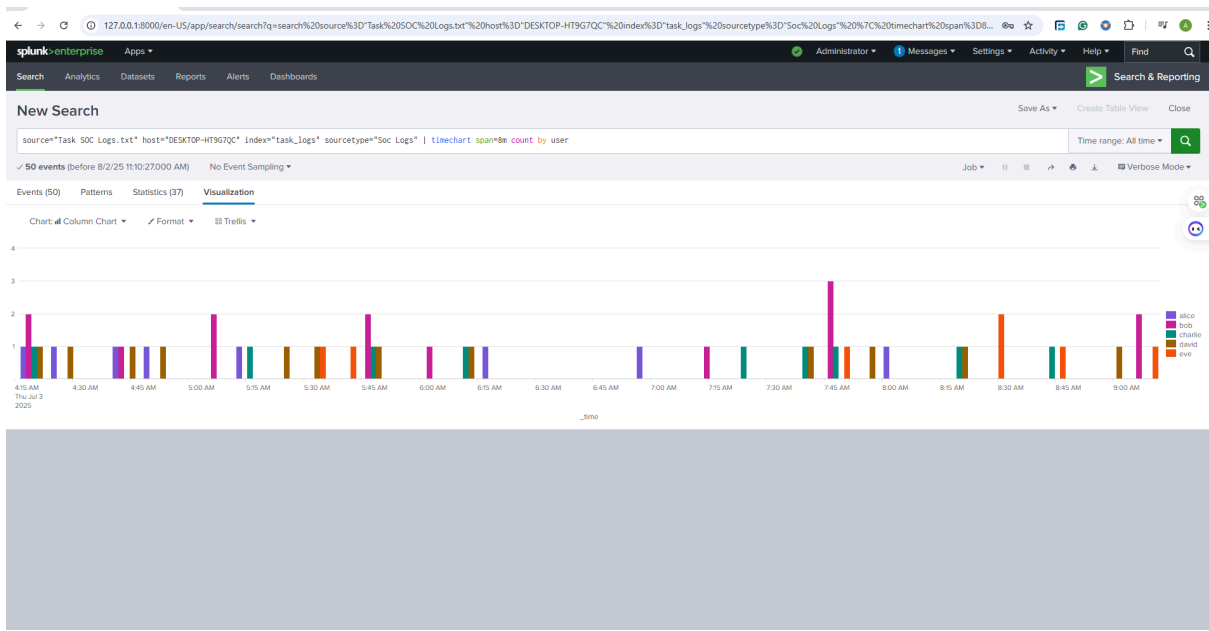 127.0.0.1:8000/en-US/app/search/search?q=search%20source%3D"Task%20SOC%20Logs.txt"%20host%3D"DESKTOP-HT9G7QC"%20index%3D"task_logs"%20sourcetype%3D"Soc%20Logs"%20%7C%20timechart%20span%3D8... A
splunk>enterprise Apps Administrator 1 Messages Settings Activity Help Find
Search Analytics Datasets Reports Alerts Dashboards > Search & Reporting
New Search Save As Create Table View Close
source="Task SOC Logs.txt" host="DESKTOP-HT9G7QC" index="task_logs" sourcetype="Soc Logs" | timechart span=8m count by user Time range: All time
50 events (before 8/2/25 11:10:27.000 AM) No Event Sampling Job Verbose Mode
Events (50) Patterns Statistics (37) Visualization
Chart: Column Chart Format Trellis
4
3
2
1
alice
bob
charlie
david
eve
4:15 AM 4:30 AM 4:45 AM 5:00 AM 5:15 AM 5:30 AM 5:45 AM 6:00 AM 6:15 AM 6:30 AM 6:45 AM 7:00 AM 7:15 AM 7:30 AM 7:45 AM 8:00 AM 8:15 AM 8:30 AM 8:45 AM 9:00 AM
Thu Jul 3
2025
_time